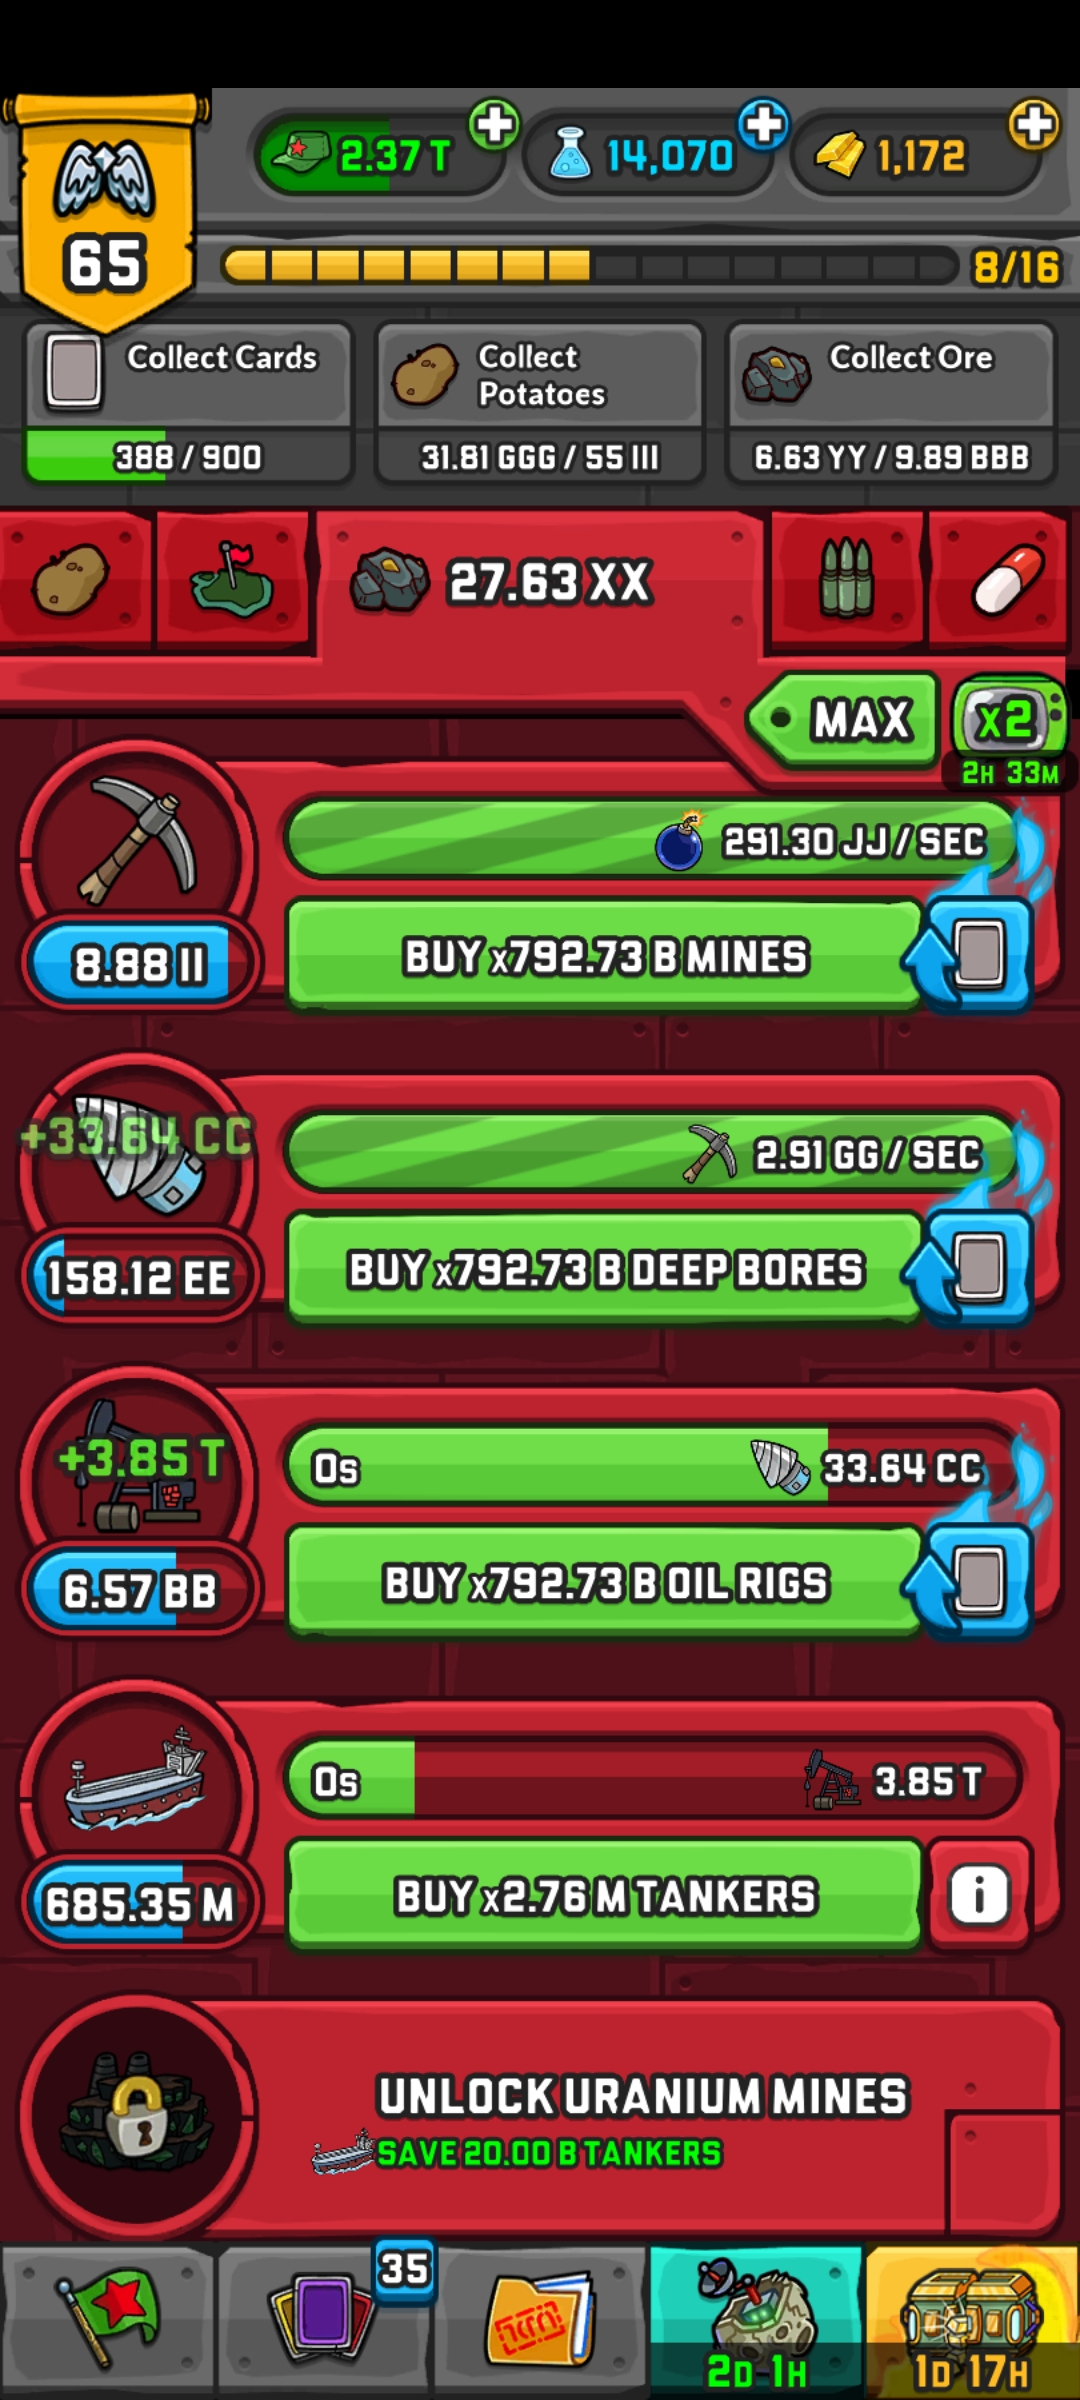 2.37 T
14,070
1,172
65
8/16
Collect Cards
388 / 900
Collect
Potatoes
31.81 GGG / 55 III
Collect Ore
6.63 YY / 9.89 BBB
27.63 XX
MAX
x2
2H 33M
291.30 JJ / SEC
8.88 II
BUY x792.73 B MINES
+33.64 CC
2.91 GG / SEC
158.12 EE
BUY x792.73 B DEEP BORES
+3.85 T
0s
33.64 CC
6.57 BB
BUY x792.73 B OIL RIGS
0s
3.85 T
685.35 M
BUY x2.76 M TANKERS
i
UNLOCK URANIUM MINES
SAVE 20.00 B TANKERS
35
2D 1H
1D 17H